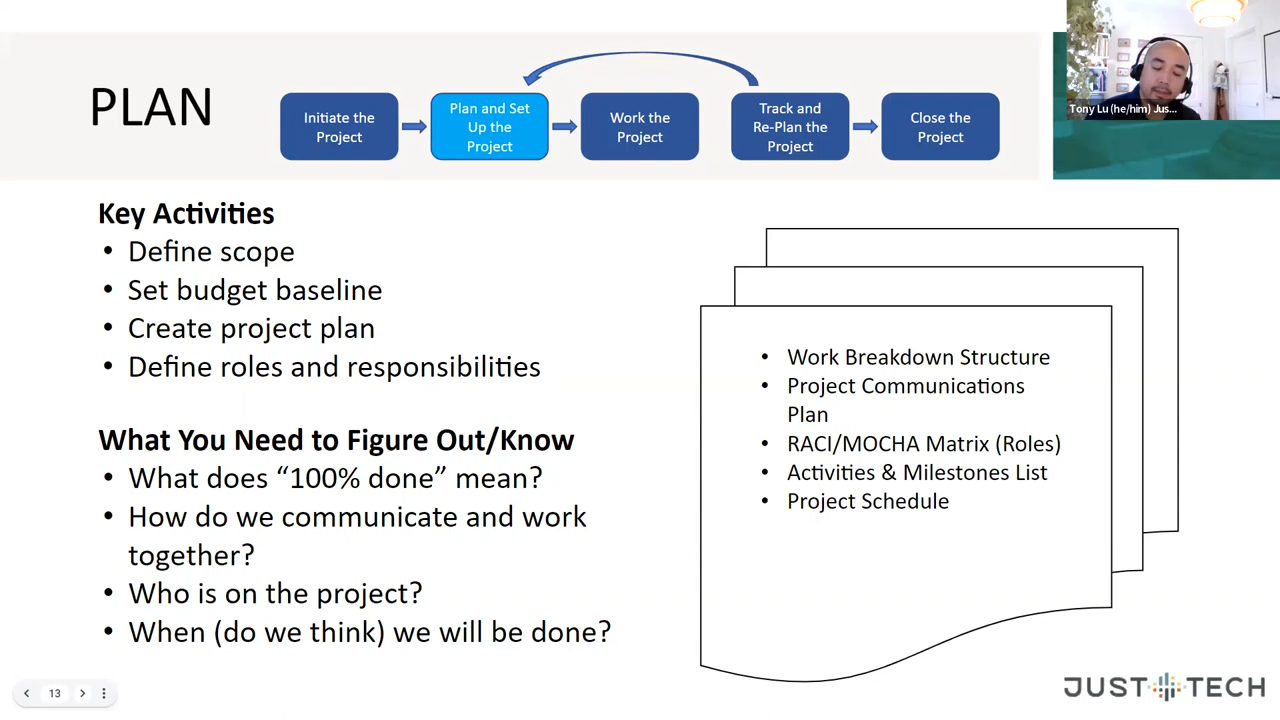 PLAN
Initiate the
Project
Plan and Set
Up the
Project
Work the
Project
Track and
Re-Plan the
Project
Close the
Project
Tony Lu (he/him) Jus...
Key Activities
• Define scope
• Set budget baseline
• Create project plan
• Define roles and responsibilities
What You Need to Figure Out/Know
• What does “100% done” mean?
• How do we communicate and work
together?
• Who is on the project?
• When (do we think) we will be done?
• Work Breakdown Structure
• Project Communications
Plan
• RACI/MOCHA Matrix (Roles)
• Activities & Milestones List
• Project Schedule
13
JUST TECH